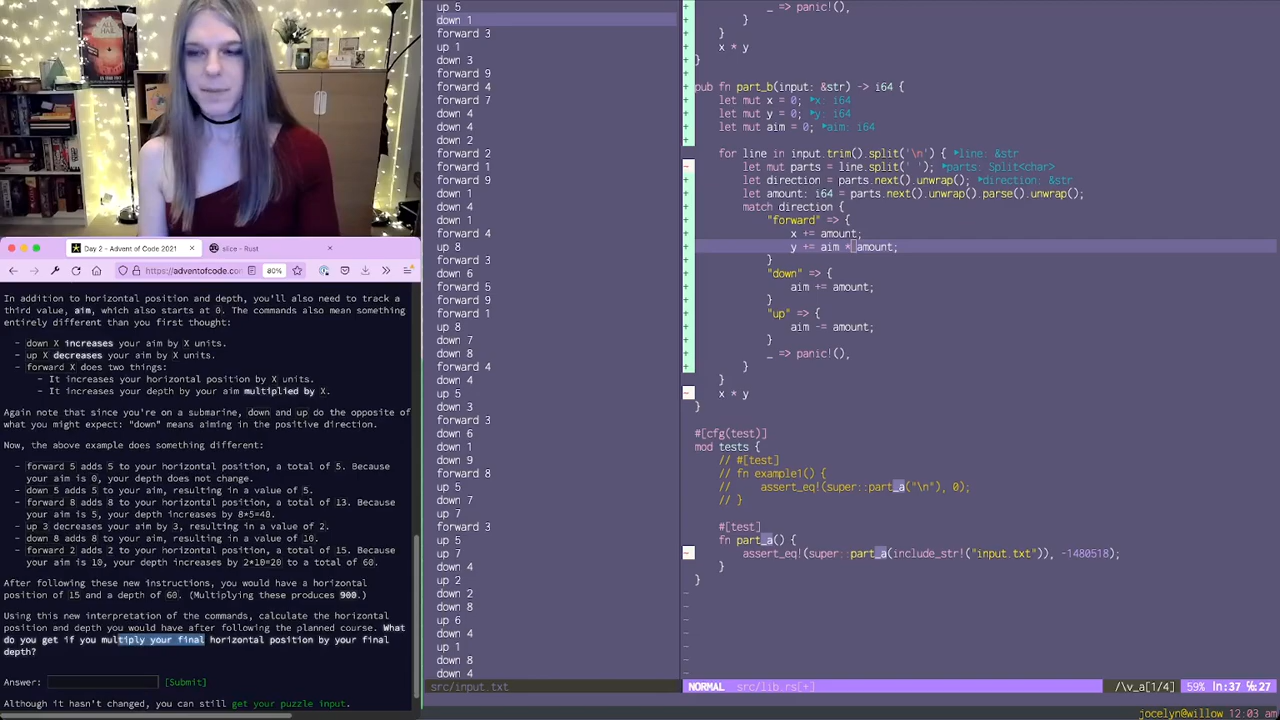 ALL
HAIL
Day 2 - Advent of Code 2021
slice - Rust
https://adventofcode.
80%
In addition to horizontal position and depth, you'll also need to track a
third value, aim, which also starts at 0. The commands also mean something
entirely different than you first thought:
- down X increases your aim by X units.
- up X decreases your aim by X units.
- forward X does two things:
- It increases your horizontal position by X units.
- It increases your depth by your aim multiplied by X.
Again note that since you're on a submarine, down and up do the opposite of
what you might expect: "down" means aiming in the positive direction.
Now, the above example does something different:
- forward 5 adds 5 to your horizontal position, a total of 5. Because
your aim is 0, your depth does not change.
- down 5 adds 5 to your aim, resulting in a value of 5.
- forward 8 adds 8 to your horizontal position, a total of 13. Because
your aim is 5, your depth increases by 8*5=40.
- up 3 decreases your aim by 3, resulting in a value of 2.
- down 8 adds 8 to your aim, resulting in a value of 10.
- forward 2 adds 2 to your horizontal position, a total of 15. Because
your aim is 10, your depth increases by 2*10=20 to a total of 60.
After following these new instructions, you would have a horizontal
position of 15 and a depth of 60. (Multiplying these produces 900.)
Using this new interpretation of the commands, calculate the horizontal
position and depth you would have after following the planned course. What
do you get if you multiply your final horizontal position by your final
depth?
Answer: [Submit]
Although it hasn't changed, you can still get your puzzle input.
up 5
down 1
forward 3
up 1
down 3
forward 9
forward 4
forward 7
down 4
down 4
down 2
forward 2
forward 1
forward 9
down 1
down 4
down 1
forward 4
up 8
forward 3
down 6
forward 5
forward 9
forward 1
up 8
down 7
down 8
forward 4
down 4
up 5
down 3
forward 3
down 6
down 1
down 9
forward 8
up 5
down 7
up 7
forward 3
up 5
up 7
down 4
up 2
down 2
down 8
up 6
down 4
up 1
down 8
down 4
src/input.txt
+ _ => panic!(),
+ }
+ }
+ x * y
+ }
+
+ pub fn part_b(input: &str) -> i64 {
+ let mut x = 0; ‣x: i64
+ let mut y = 0; ‣y: i64
+ let mut aim = 0; ‣aim: i64
+
for line in input.trim().split('\n') { ‣line: &str
~ let mut parts = line.split(' '); ‣parts: Split<char>
+ let direction = parts.next().unwrap(); ‣direction: &str
+ let amount: i64 = parts.next().unwrap().parse().unwrap();
+ match direction {
+ "forward" => {
+ x += amount;
+ y += aim * amount;
+ }
+ "down" => {
+ aim += amount;
+ }
+ "up" => {
+ aim -= amount;
+ }
+ _ => panic!(),
+ }
}
~ x * y
}
#[cfg(test)]
mod tests {
// #[test]
// fn example1() {
// assert_eq!(super::part_a("\n"), 0);
// }
#[test]
fn part_a() {
~ assert_eq!(super::part_a(include_str!("input.txt")), -1480518);
}
}
~
~
~
~
~
~
~
NORMAL src/lib.rs[+] /\v_a[1/4] 59% ln:37 ㏇:27
jocelyn@willow 12:03 am